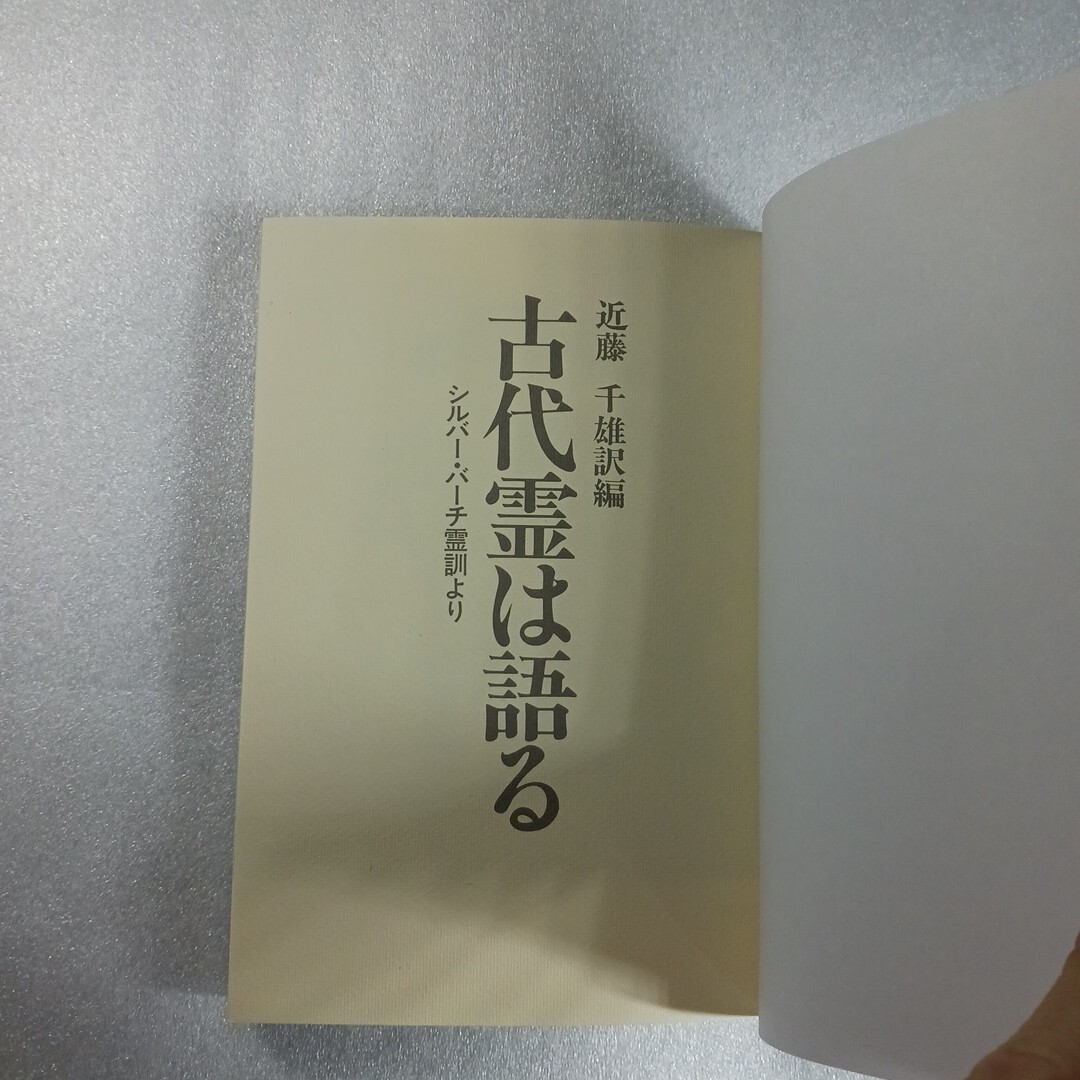 近藤 千雄訳編
古代霊は語る
シルバー・バーチ霊訓より